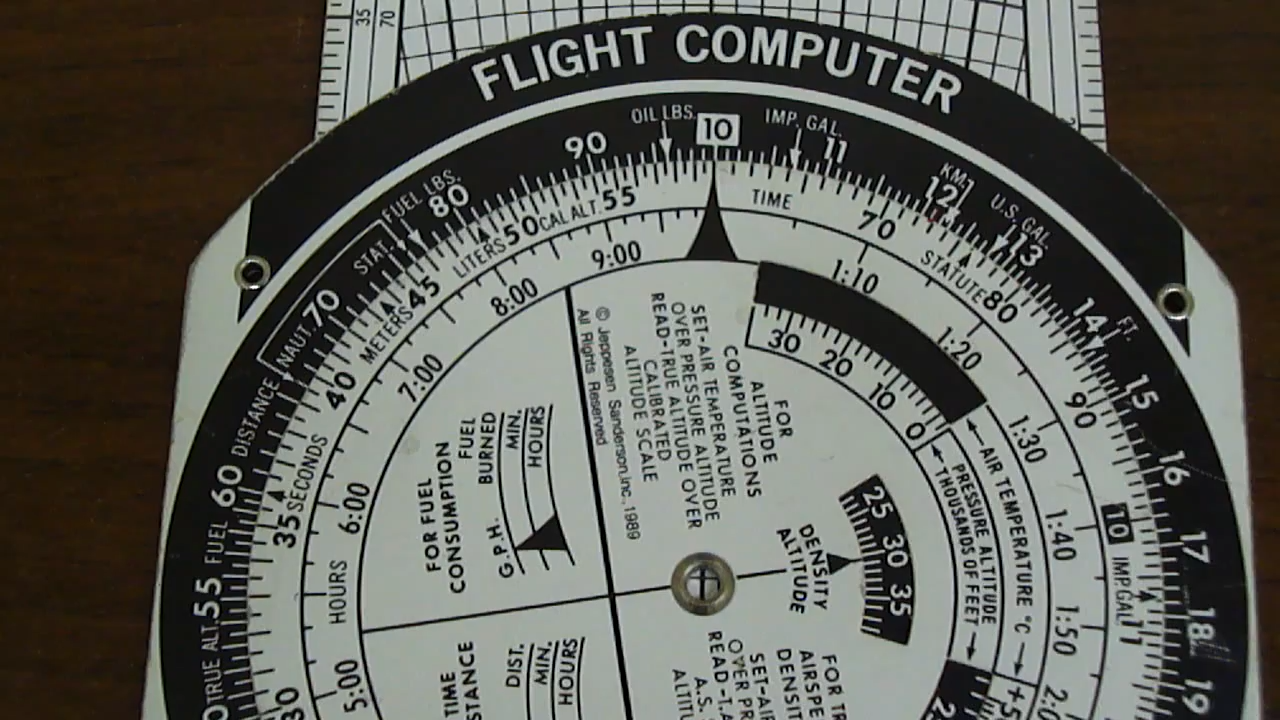 35
70
FLIGHT COMPUTER
OIL LBS. 10 IMP. GAL.
90 11
FUEL LBS. 80 KM. 12 U.S. GAL. 13
STAT. NAUT. 70
DISTANCE
14 FT.
15
16
17
18
19
60 FUEL
55 TRUE ALT.
LITERS 50 CAL ALT. 55 TIME 70 STATUTE 80
METERS 45
40
SECONDS
35
30
90
10
IMP.GAL.
11
9:00
8:00
7:00
6:00
HOURS
5:00
1:10
1:20
1:30
1:40
1:50
30 20 10 0
AIR TEMPERATURE °C
PRESSURE ALTITUDE
THOUSANDS OF FEET
© Jeppesen Sanderson,Inc.,1989
All Rights Reserved
FOR
ALTITUDE
COMPUTATIONS
SET-AIR TEMPERATURE
OVER PRESSURE ALTITUDE
READ-TRUE ALTITUDE OVER
CALIBRATED
ALTITUDE SCALE
FOR FUEL
CONSUMPTION
FUEL
BURNED
MIN.
HOURS
G.P.H.
DENSITY
ALTITUDE
25 30 35
TIME
STANCE
DIST.
MIN.
HOURS
FOR TR
AIRSPE
DENSIT
SET-AIR
OVER PR
READ-T.A
A.S.
ALTITU
+5